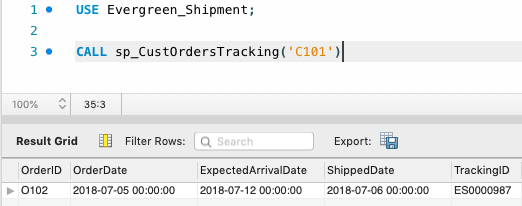 1 USE Evergreen_Shipment;
2
3 CALL sp_CustOrdersTracking('C101')
100% 35:3
Result Grid Filter Rows: Search Export:
OrderID OrderDate ExpectedArrivalDate ShippedDate TrackingID
O102 2018-07-05 00:00:00 2018-07-12 00:00:00 2018-07-06 00:00:00 ES0000987